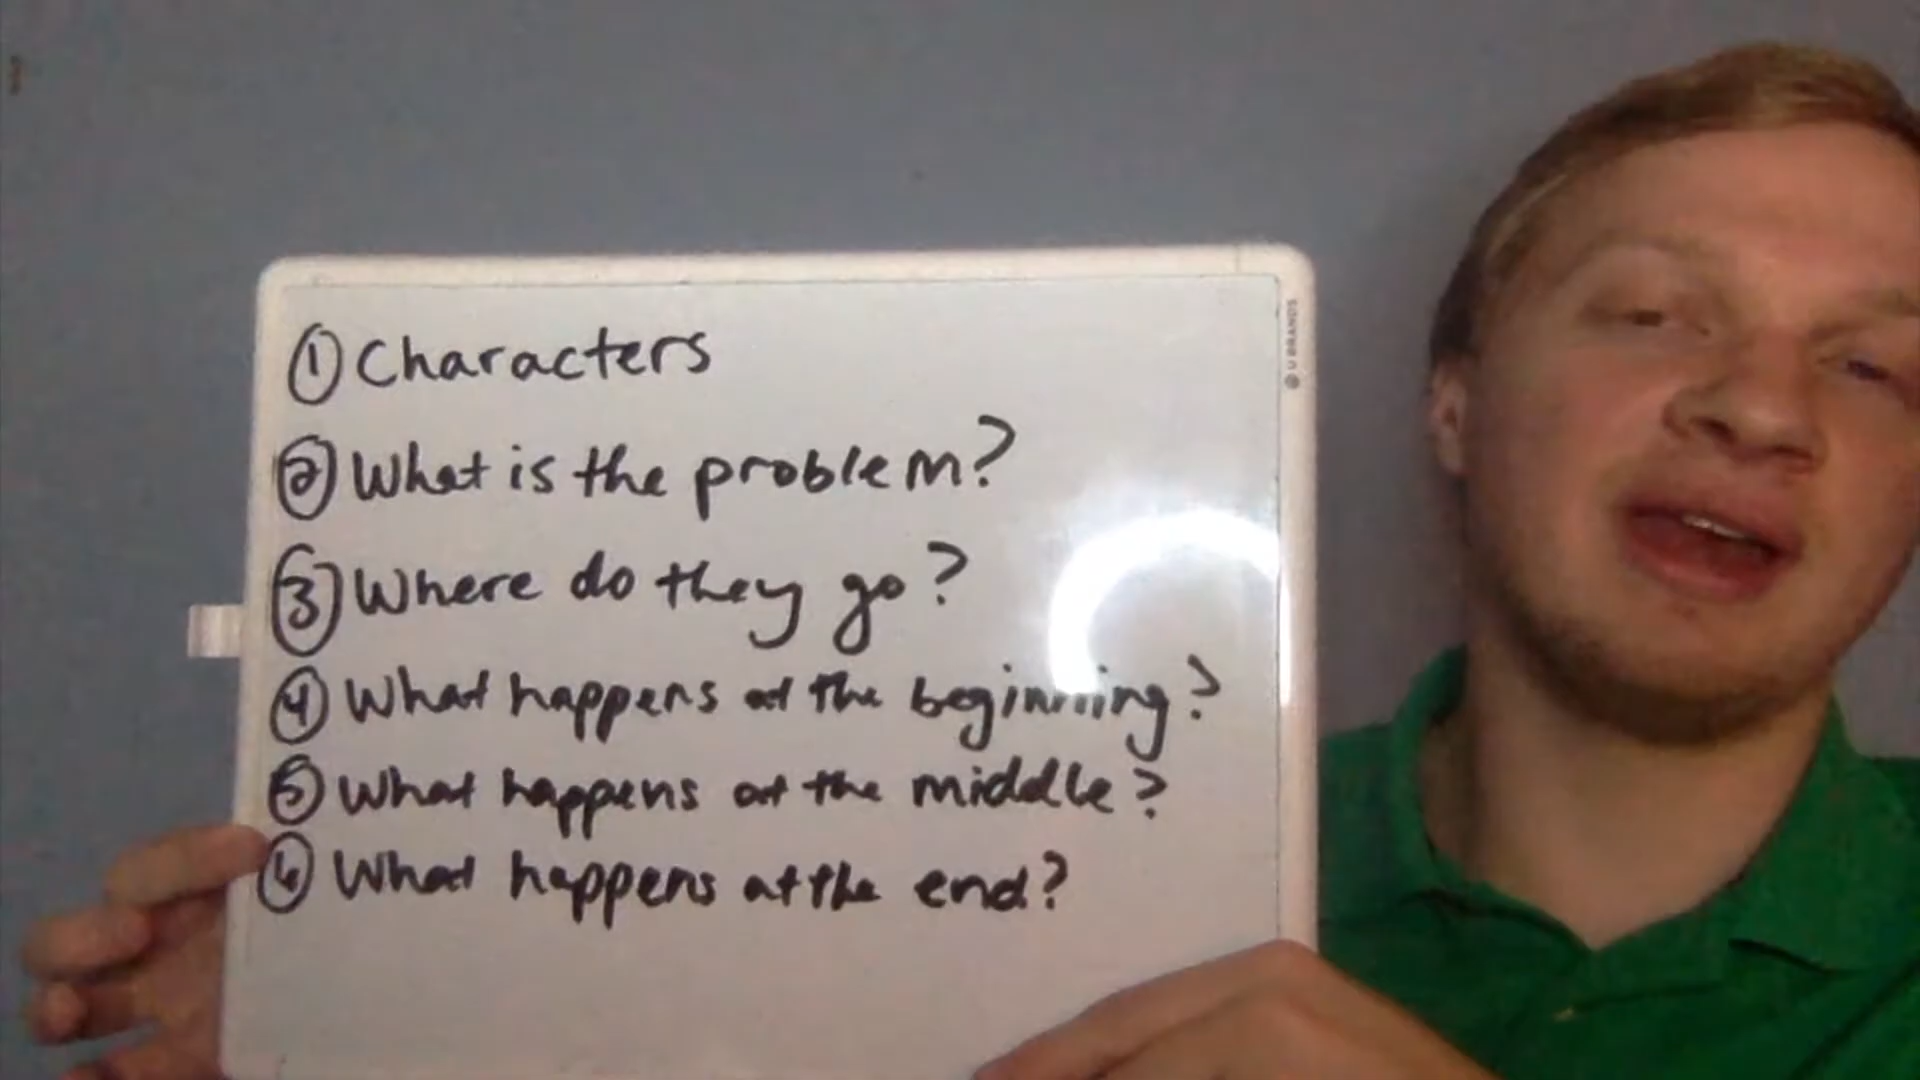 ① Characters
② What is the problem?
③ Where do they go?
④ What happens at the beginning?
⑤ What happens at the middle?
⑥ What happens at the end?
U BRANDS